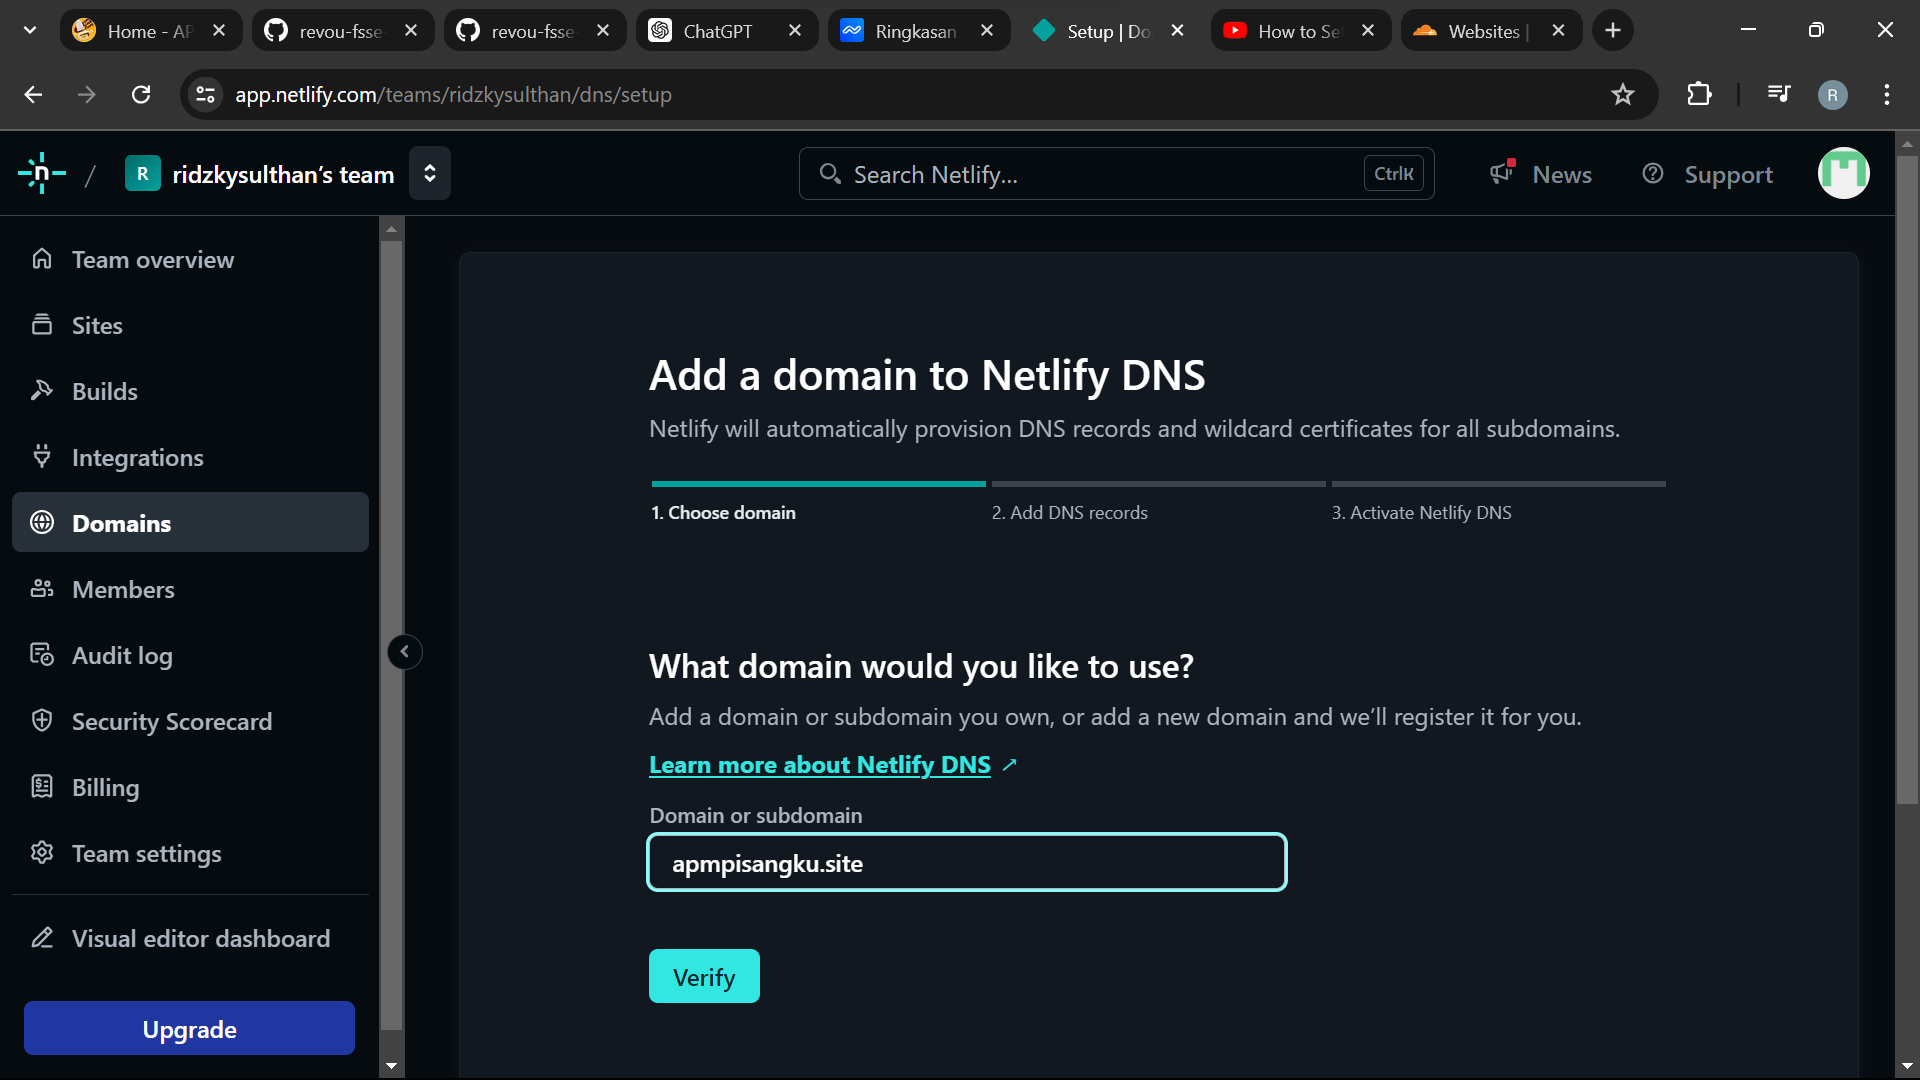 Home - AP
revou-fsse-
revou-fsse-
ChatGPT
Ringkasan
Setup | Do
How to Se
Websites |
app.netlify.com/teams/ridzkysulthan/dns/setup
R
n
/
R
ridzkysulthan’s team
Search Netlify...
CtrlK
News
Support
Team overview
Sites
Builds
Integrations
Domains
Members
Audit log
Security Scorecard
Billing
Team settings
Visual editor dashboard
Upgrade
Add a domain to Netlify DNS
Netlify will automatically provision DNS records and wildcard certificates for all subdomains.
1. Choose domain
2. Add DNS records
3. Activate Netlify DNS
What domain would you like to use?
Add a domain or subdomain you own, or add a new domain and we’ll register it for you.
Learn more about Netlify DNS ↗
Domain or subdomain
apmpisangku.site
Verify